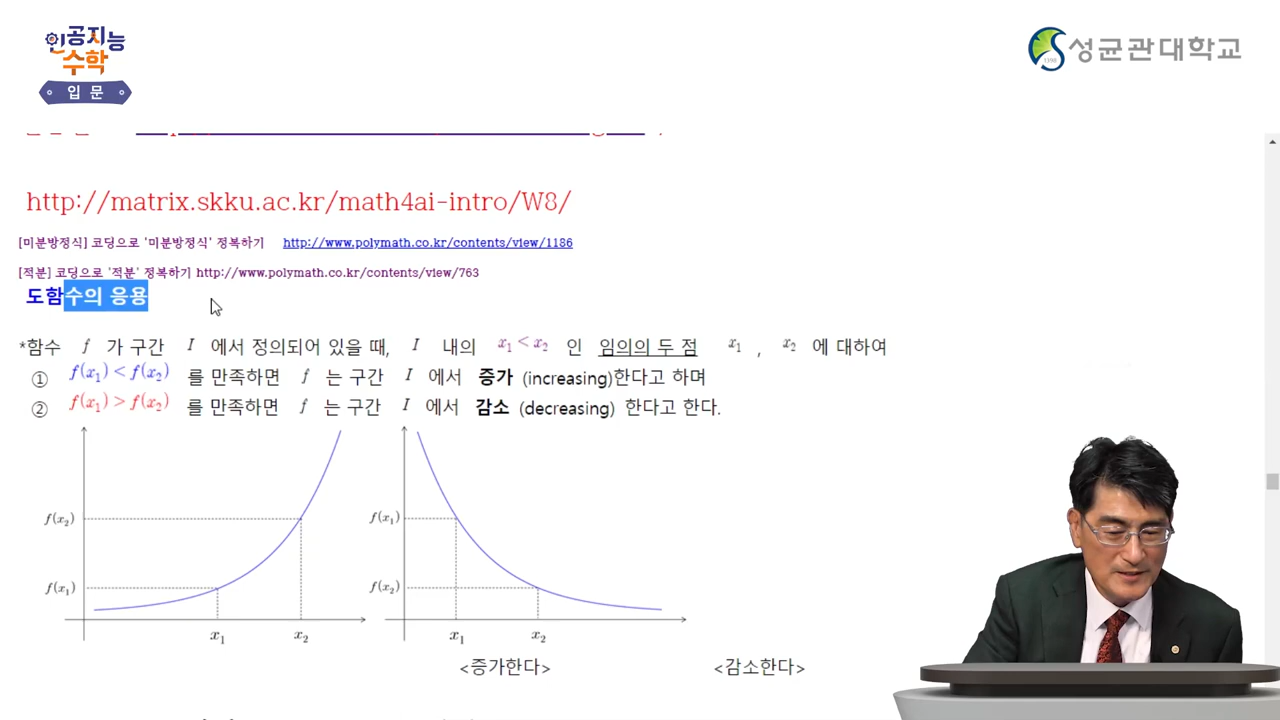 인공지능
수학
입문
성균관대학교
1398
http://matrix.skku.ac.kr/math4ai-intro/W8/
[미분방정식] 코딩으로 '미분방정식' 정복하기 http://www.polymath.co.kr/contents/view/1186
[적분] 코딩으로 '적분' 정복하기 http://www.polymath.co.kr/contents/view/763
도함수의 응용
*함수 f 가 구간 I 에서 정의되어 있을 때, I 내의 x₁ < x₂ 인 임의의 두 점 x₁ , x₂ 에 대하여
① f(x₁) < f(x₂) 를 만족하면 f 는 구간 I 에서 증가 (increasing)한다고 하며
② f(x₁) > f(x₂) 를 만족하면 f 는 구간 I 에서 감소 (decreasing) 한다고 한다.
f(x₂)
f(x₁)
x₁ x₂
f(x₁)
f(x₂)
x₁ x₂
<증가한다> <감소한다>